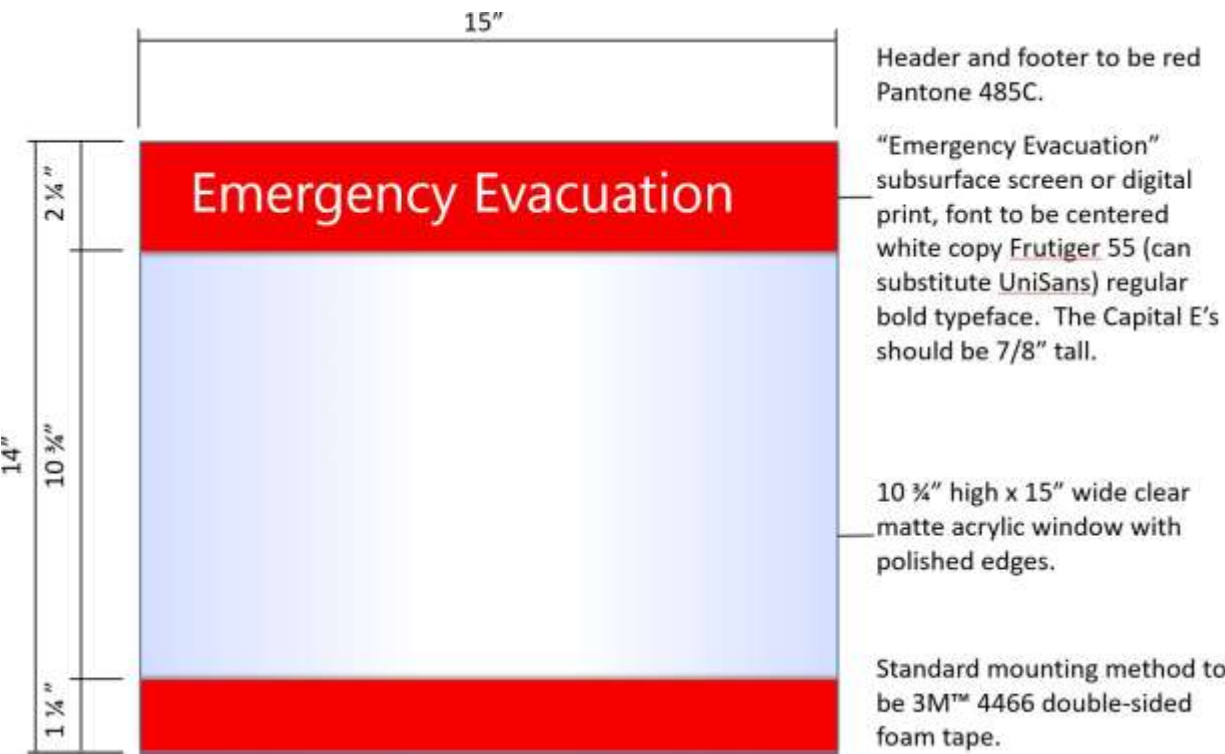 15”
Header and footer to be red
Pantone 485C.
“Emergency Evacuation”
subsurface screen or digital
print, font to be centered
white copy Frutiger 55 (can
substitute UniSans) regular
bold typeface.  The Capital E’s
should be 7/8” tall.
2 ¼”
Emergency Evacuation
14”
10 ¾”
10 ¾” high x 15” wide clear
matte acrylic window with
polished edges.
1 ¼”
Standard mounting method to
be 3M™ 4466 double-sided
foam tape.